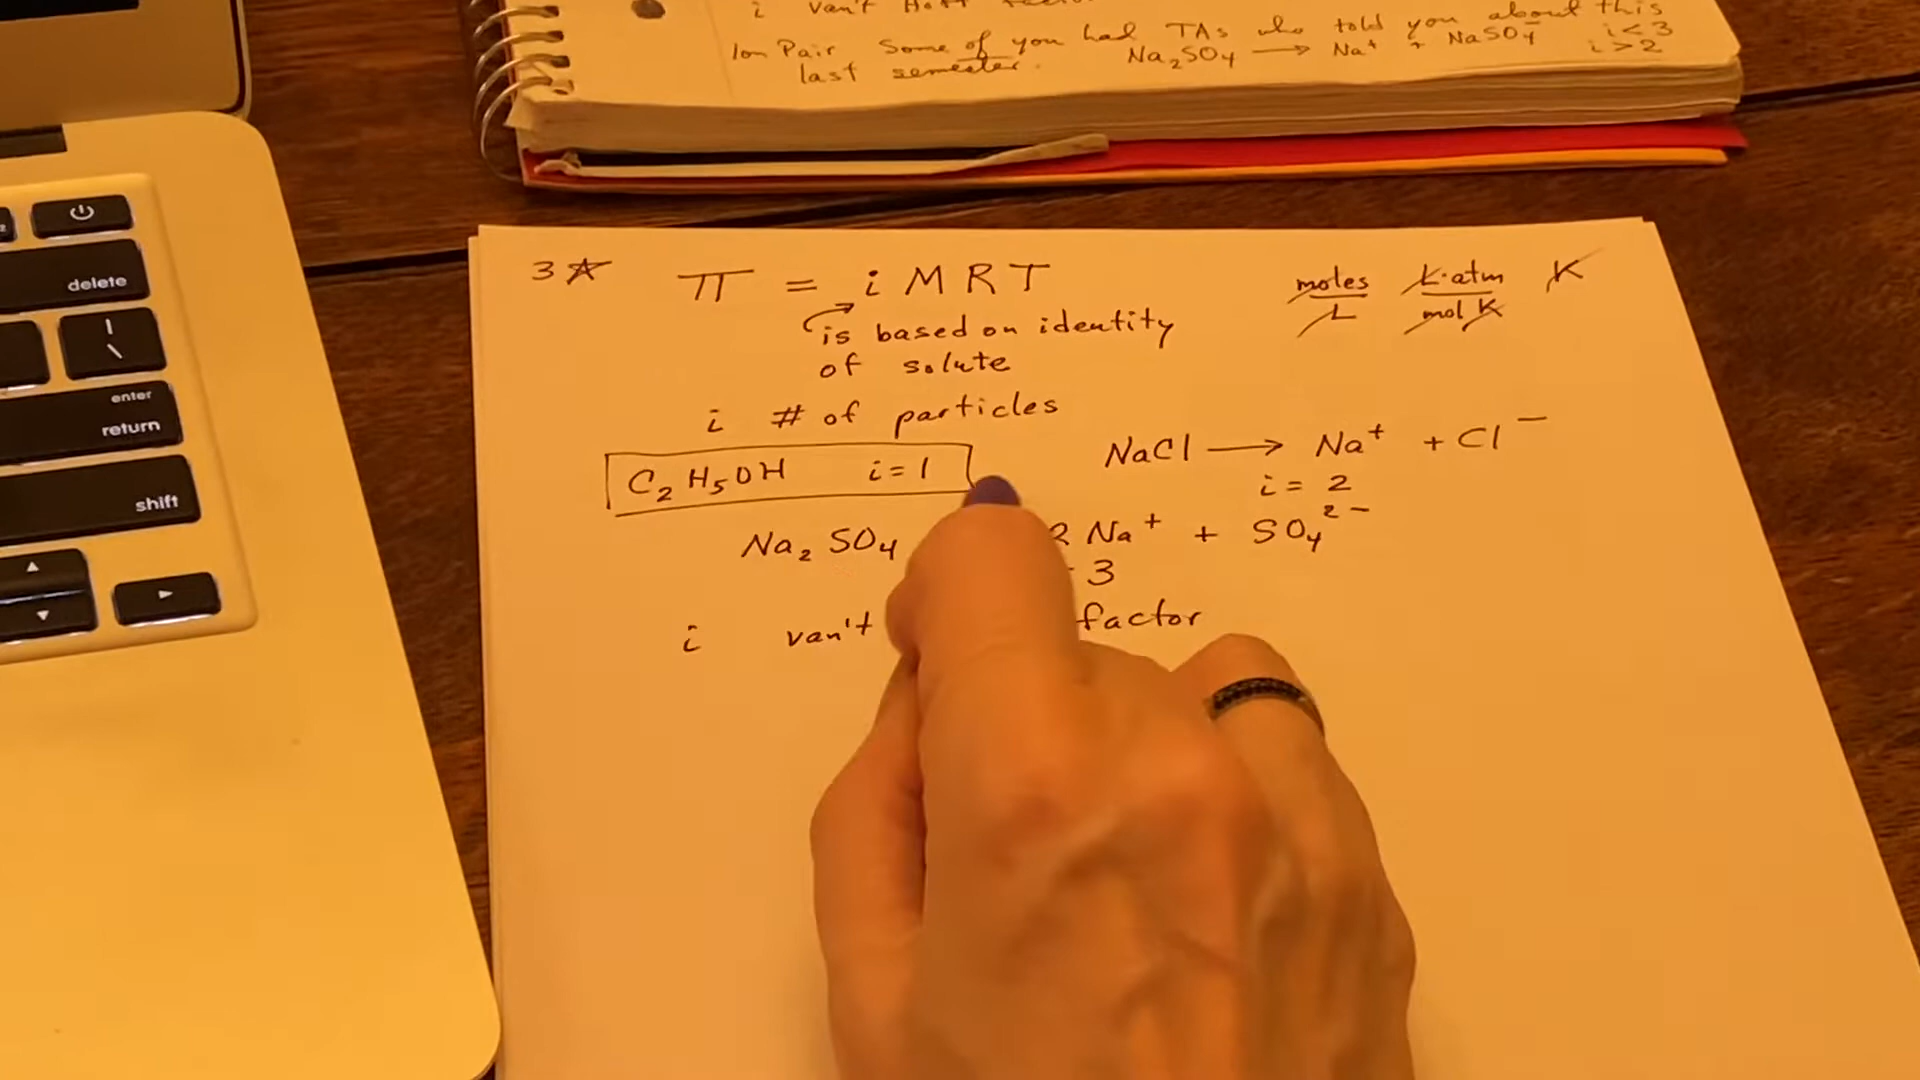 i van't Hoff
Ion Pair Some of you had TAs who told you about this i<3
last semester. Na₂SO₄ ⟶ Na⁺ + NaSO₄⁻ i>2
delete
|
\
enter
return
shift
3☆ π = i M R T moles/L L·atm/mol K K
is based on identity
of solute
i # of particles
C₂H₅OH i = 1 NaCl ⟶ Na⁺ + Cl⁻
i = 2
Na₂SO₄ 2 Na⁺ + SO₄²⁻
3
i van't factor